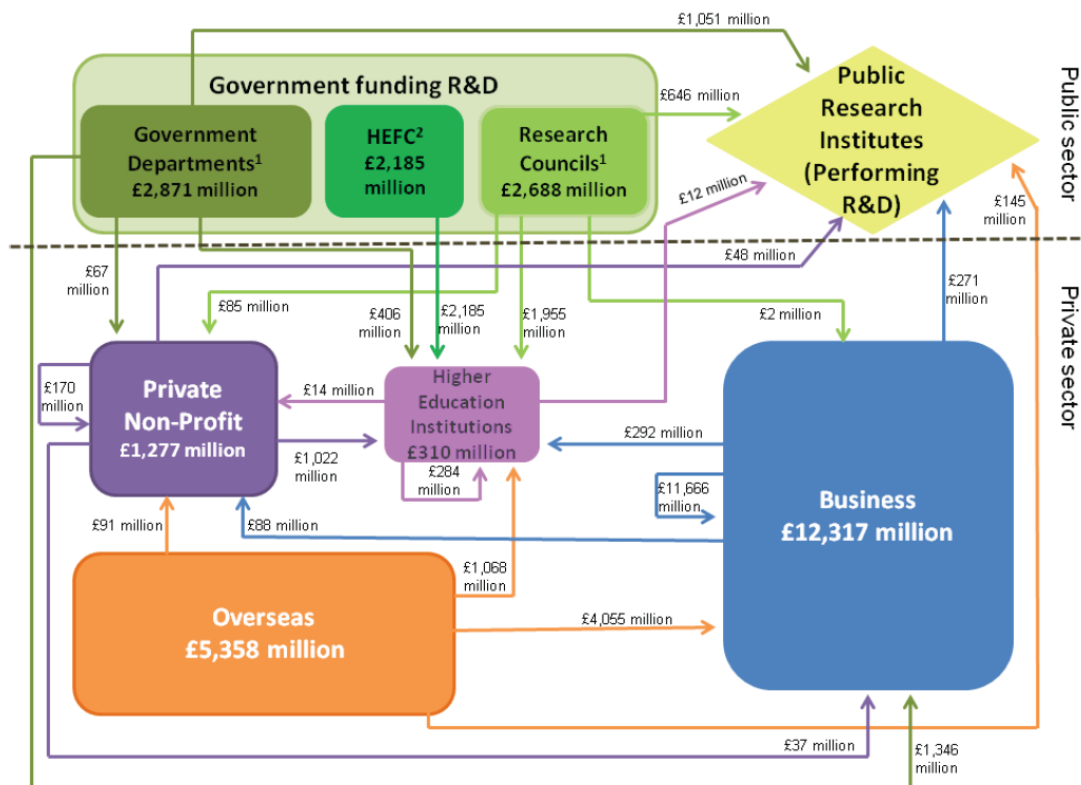 £1,051 million
Government funding R&D
Government
Departments¹
£2,871 million
HEFC²
£2,185
million
Research
Councils¹
£2,688 million
£646 million
Public
Research
Institutes
(Performing
R&D)
Public sector
£12 million
£145
million
£67
million
£85 million
£406
million
£2,185
million
£1,955
million
£48 million
£2 million
£271
million
Private sector
£170
million
Private
Non-Profit
£1,277 million
£14 million
Higher
Education
Institutions
£310 million
£292 million
£1,022
million
£284
million
£11,666
million
Business
£12,317 million
£91 million
£88 million
£1,068
million
Overseas
£5,358 million
£4,055 million
£37 million
£1,346
million